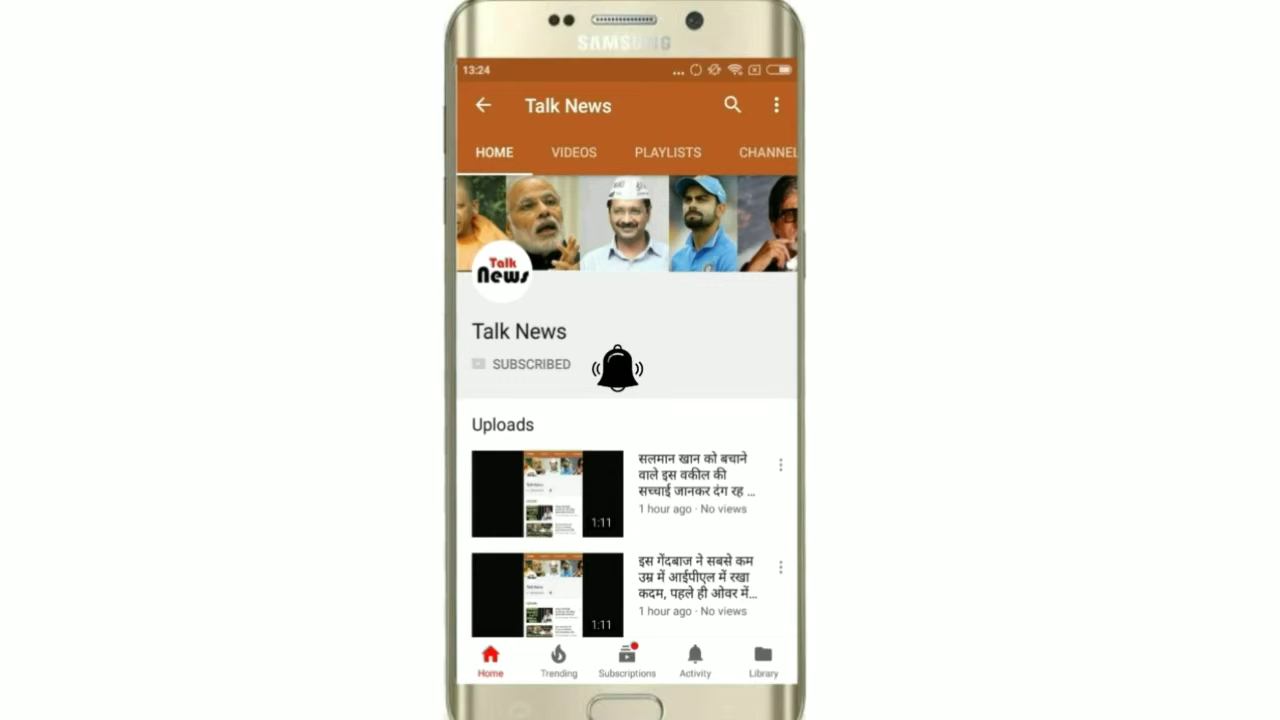 SAMSUNG
13:24
Talk News
HOME VIDEOS PLAYLISTS CHANNEL
Talk
News
Talk News
SUBSCRIBED
Uploads
सलमान खान को बचाने
वाले इस वकील की
सच्चाई जानकर दंग रह ...
1 hour ago · No views
1:11
इस गेंदबाज ने सबसे कम
उम्र में आईपीएल में रखा
कदम, पहले ही ओवर में...
1 hour ago · No views
1:11
Home Trending Subscriptions Activity Library